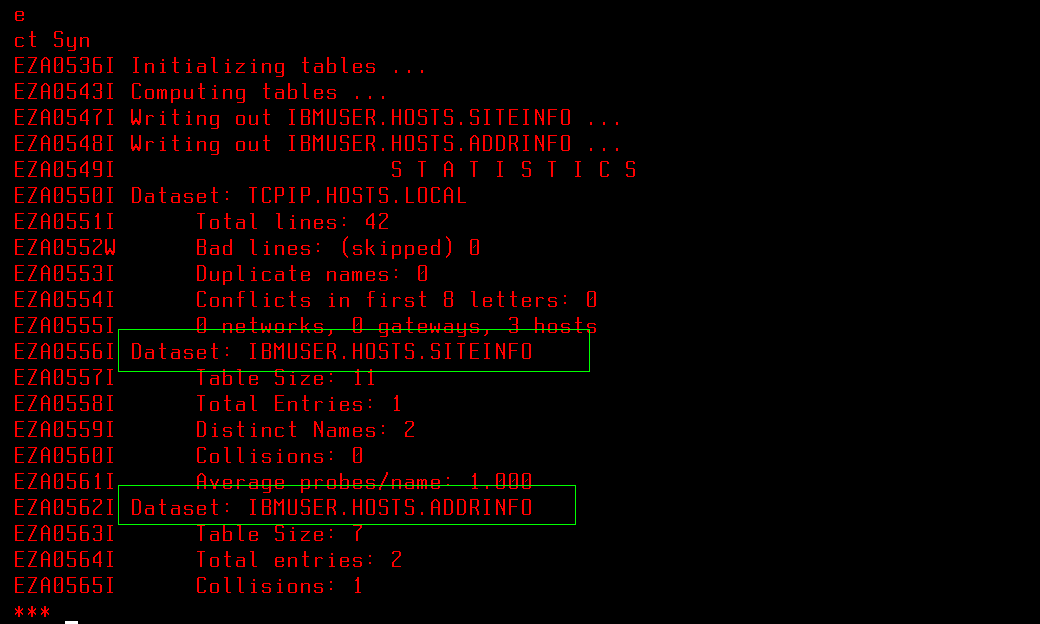 e
ct Syn
EZA0536I Initializing tables ...
EZA0543I Computing tables ...
EZA0547I Writing out IBMUSER.HOSTS.SITEINFO ...
EZA0548I Writing out IBMUSER.HOSTS.ADDRINFO ...
EZA0549I S T A T I S T I C S
EZA0550I Dataset: TCPIP.HOSTS.LOCAL
EZA0551I Total lines: 42
EZA0552W Bad lines: (skipped) 0
EZA0553I Duplicate names: 0
EZA0554I Conflicts in first 8 letters: 0
EZA0555I 0 networks, 0 gateways, 3 hosts
EZA0556I Dataset: IBMUSER.HOSTS.SITEINFO
EZA0557I Table Size: 11
EZA0558I Total Entries: 1
EZA0559I Distinct Names: 2
EZA0560I Collisions: 0
EZA0561I Average probes/name: 1.000
EZA0562I Dataset: IBMUSER.HOSTS.ADDRINFO
EZA0563I Table Size: 7
EZA0564I Total entries: 2
EZA0565I Collisions: 1
***